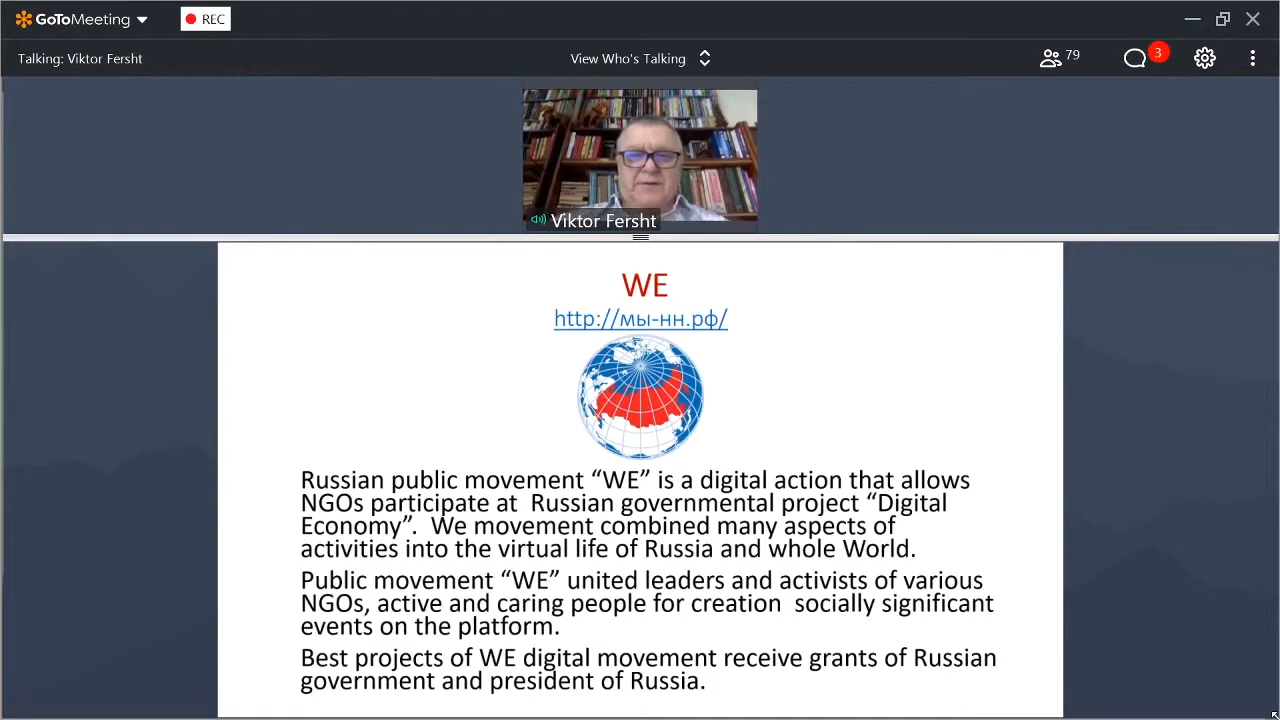 GoToMeeting
REC
Talking: Viktor Fersht
View Who's Talking
79
3
Viktor Fersht
WE
http://мы-нн.рф/
Russian public movement “WE” is a digital action that allows
NGOs participate at Russian governmental project “Digital
Economy”. We movement combined many aspects of
activities into the virtual life of Russia and whole World.
Public movement “WE” united leaders and activists of various
NGOs, active and caring people for creation socially significant
events on the platform.
Best projects of WE digital movement receive grants of Russian
government and president of Russia.